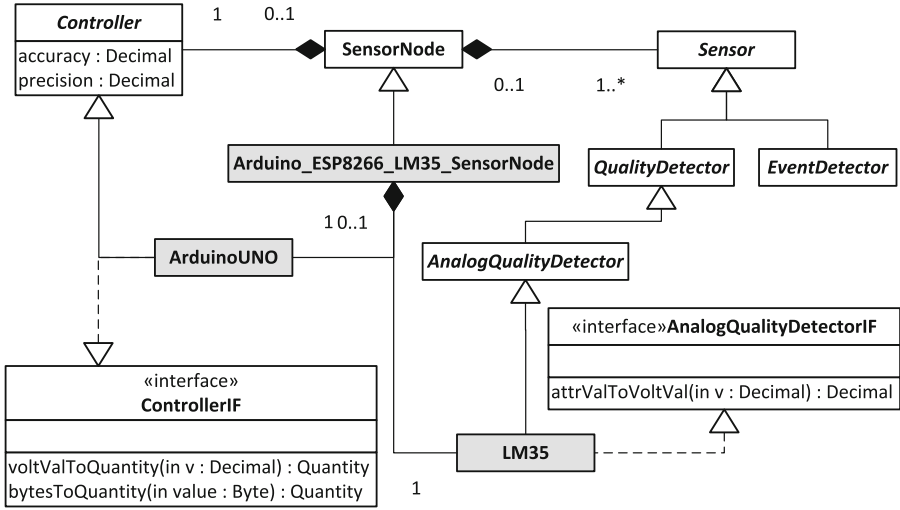 Controller
accuracy : Decimal
precision : Decimal
1
0..1
SensorNode
0..1
1..*
Sensor
Arduino_ESP8266_LM35_SensorNode
QualityDetector
EventDetector
1
0..1
ArduinoUNO
AnalogQualityDetector
«interface»AnalogQualityDetectorIF
attrValToVoltVal(in v : Decimal) : Decimal
«interface»
ControllerIF
voltValToQuantity(in v : Decimal) : Quantity
bytesToQuantity(in value : Byte) : Quantity
LM35
1